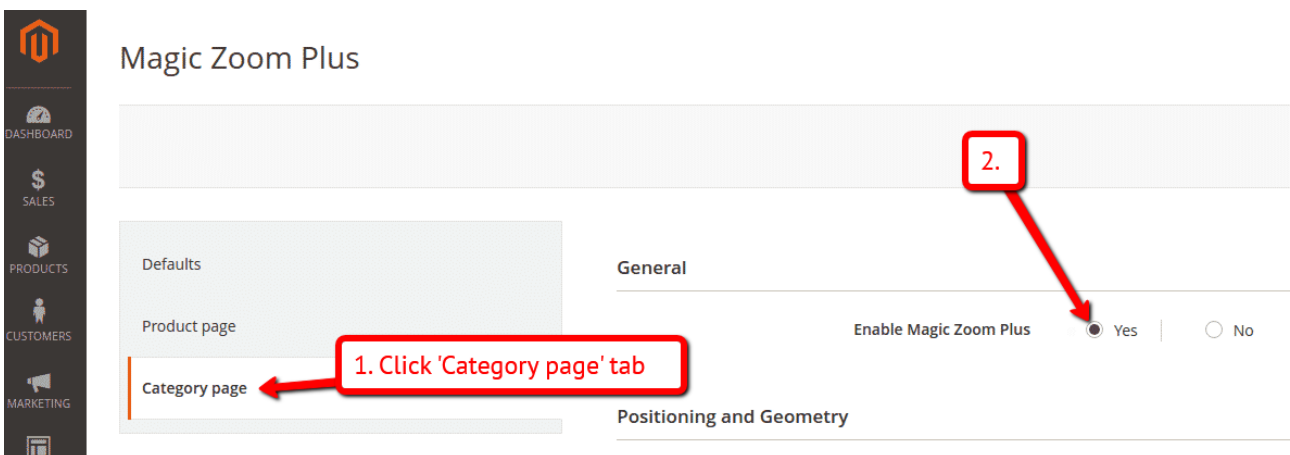 Magic Zoom Plus
DASHBOARD
SALES
PRODUCTS
CUSTOMERS
MARKETING
Defaults
Product page
Category page
1. Click 'Category page' tab
2.
General
Enable Magic Zoom Plus Yes No
Positioning and Geometry